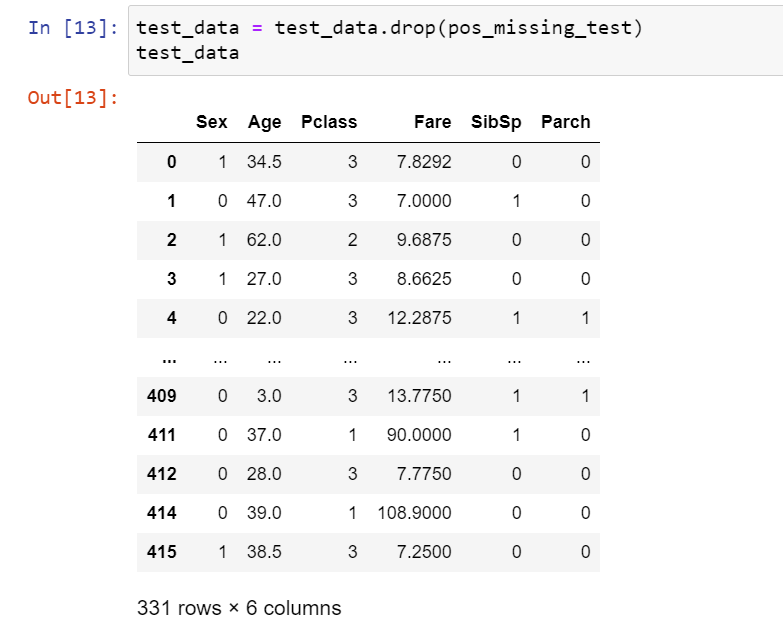 In [13]: test_data = test_data.drop(pos_missing_test)
test_data
Out[13]:
Sex Age Pclass Fare SibSp Parch
0 1 34.5 3 7.8292 0 0
1 0 47.0 3 7.0000 1 0
2 1 62.0 2 9.6875 0 0
3 1 27.0 3 8.6625 0 0
4 0 22.0 3 12.2875 1 1
... ... ... ... ... ... ...
409 0 3.0 3 13.7750 1 1
411 0 37.0 1 90.0000 1 0
412 0 28.0 3 7.7750 0 0
414 0 39.0 1 108.9000 0 0
415 1 38.5 3 7.2500 0 0
331 rows × 6 columns